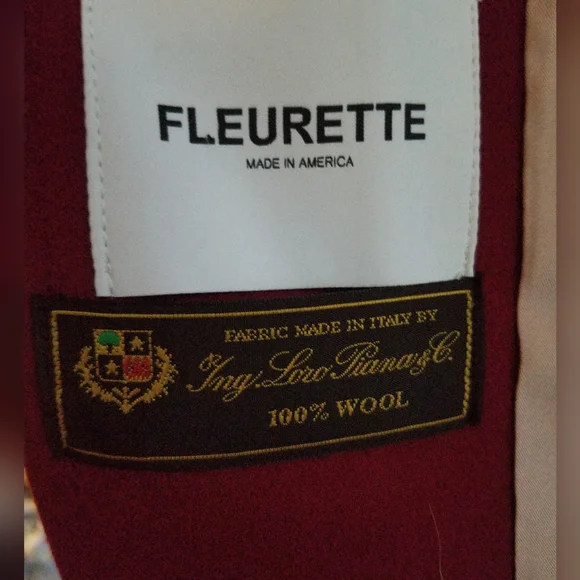 FLEURETTE
MADE IN AMERICA
FABRIC MADE IN ITALY BY
Ing. Loro Piana & C.
100% WOOL